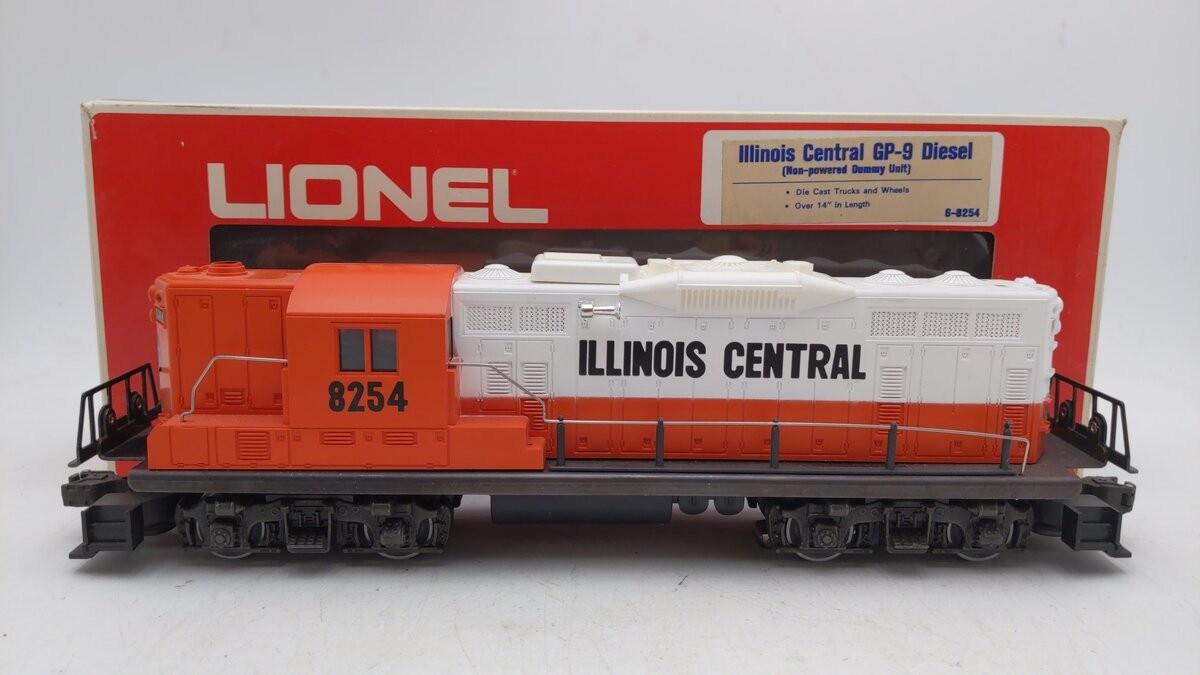 LIONEL
Illinois Central GP-9 Diesel
(Non-powered Dummy Unit)
• Die Cast Trucks and Wheels
• Over 14" in Length
6-8254
ILLINOIS CENTRAL
8254